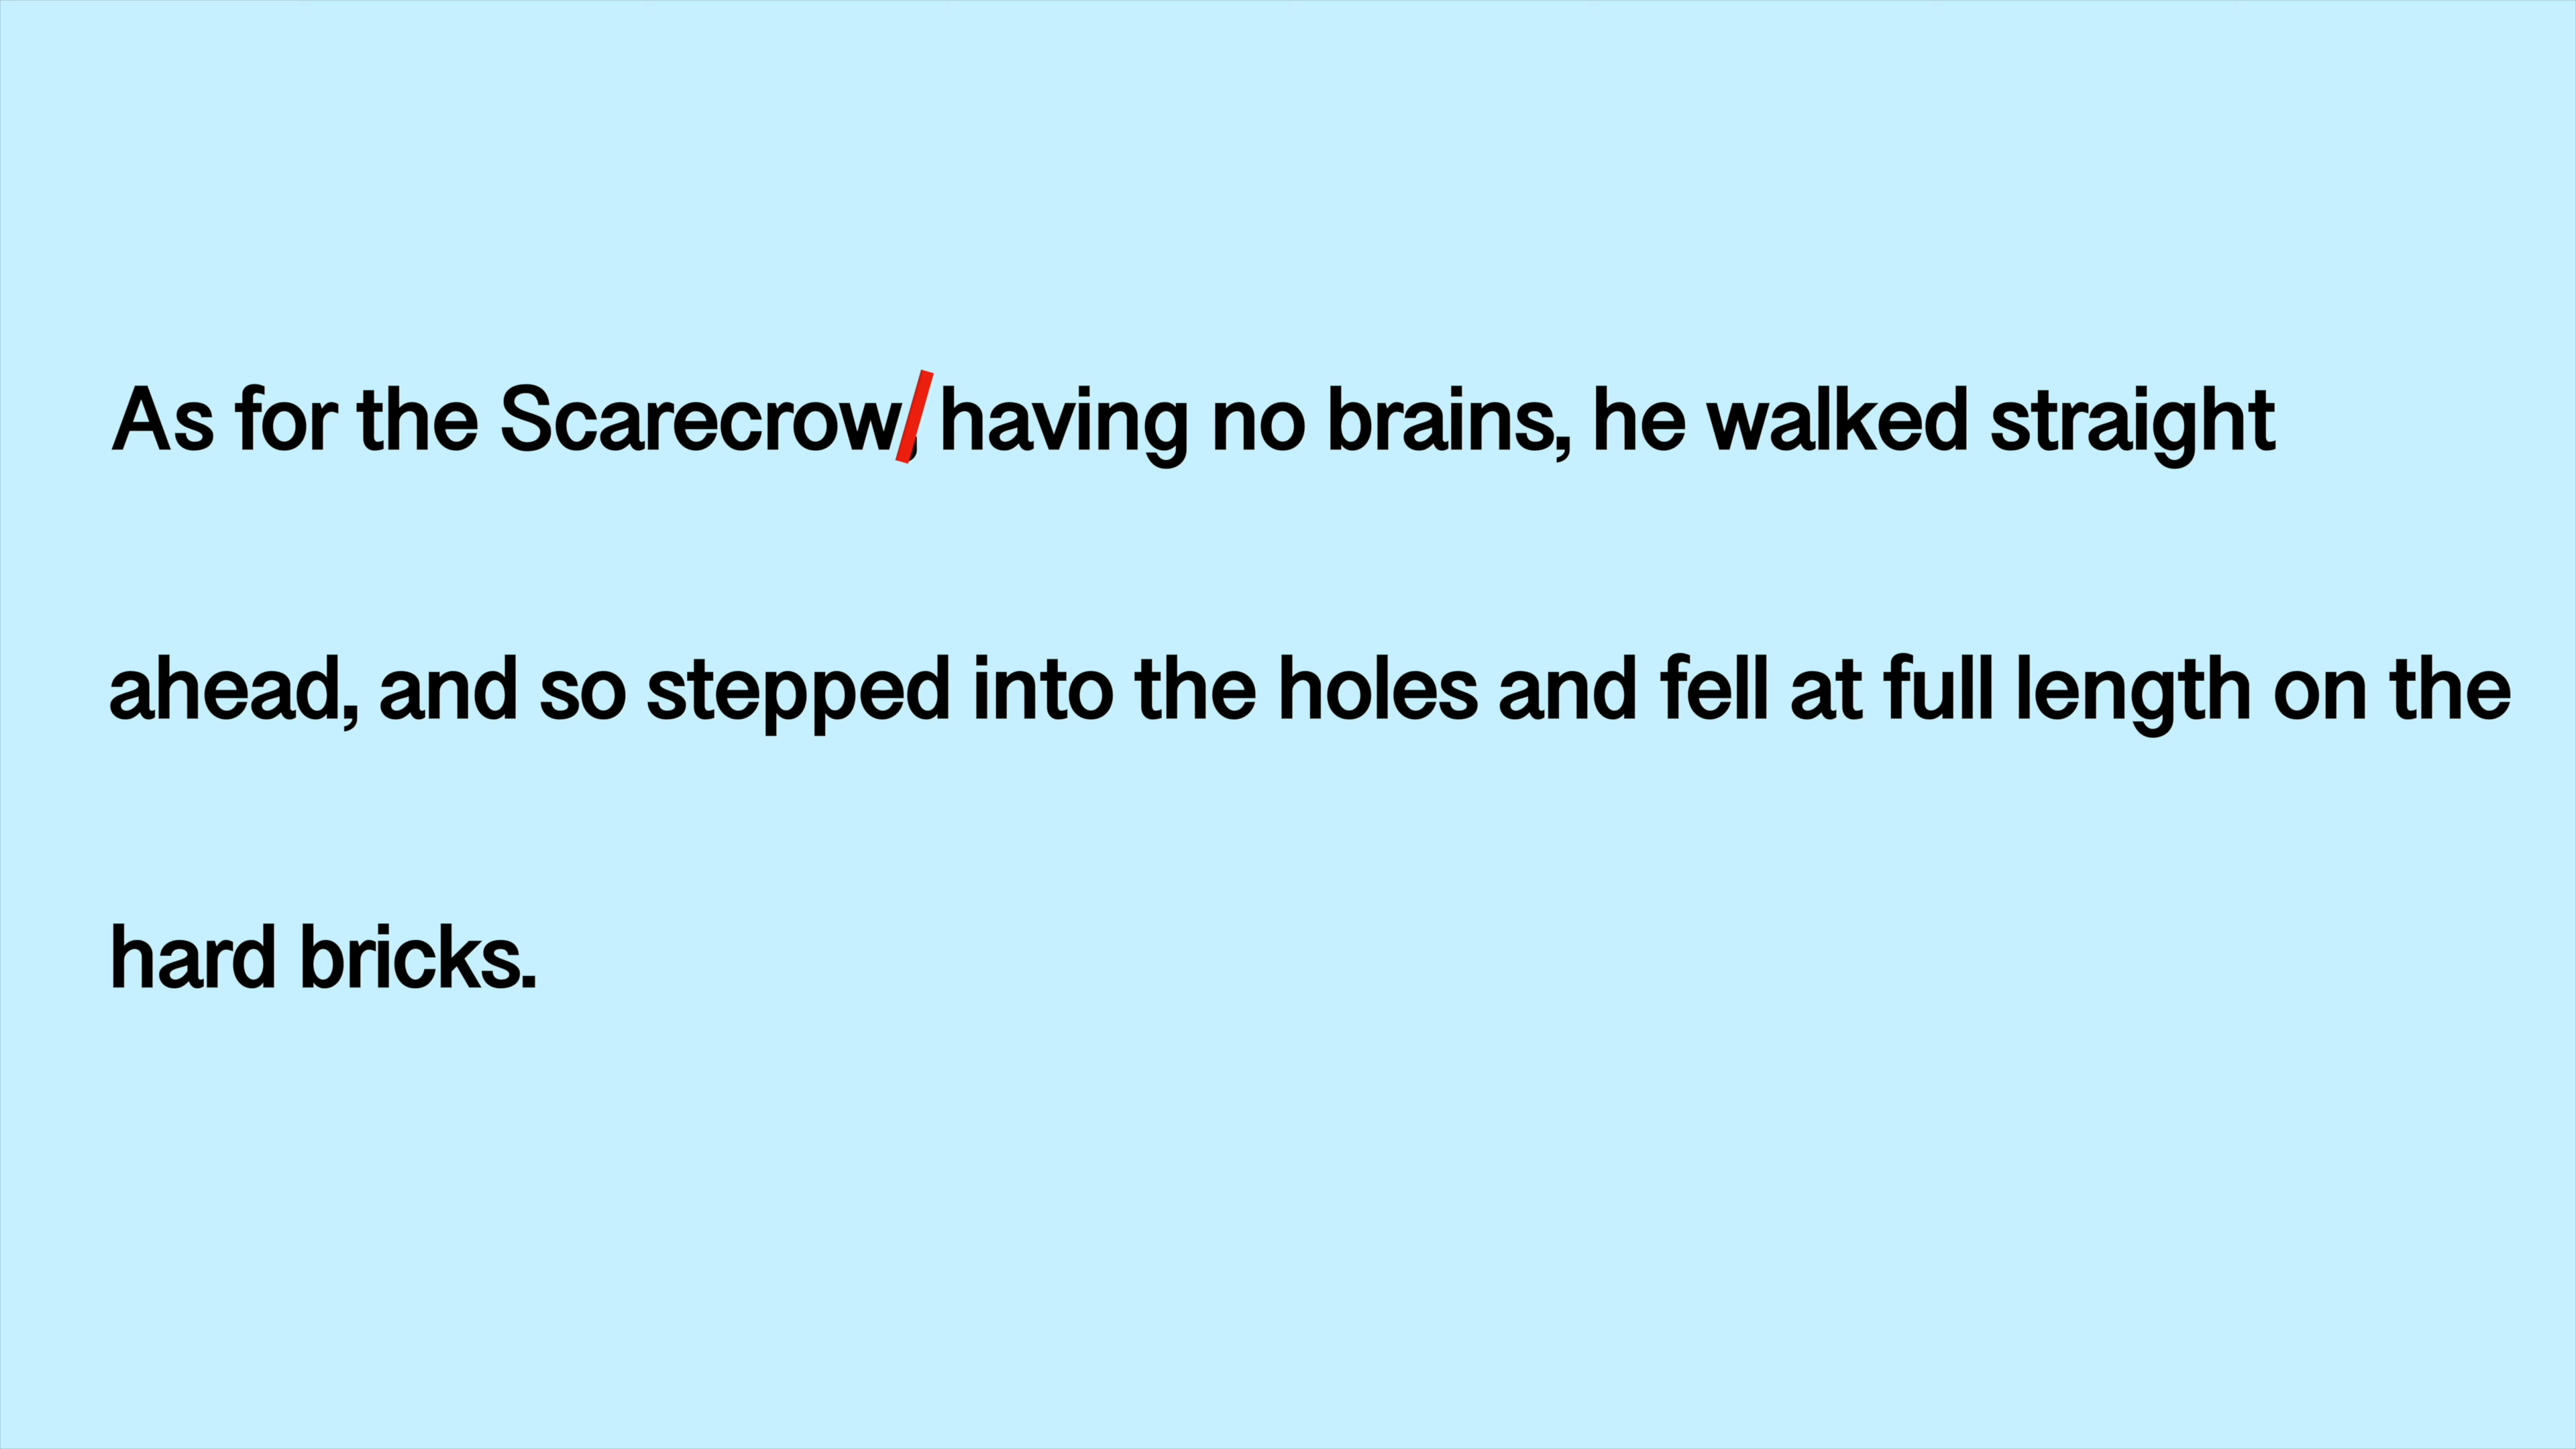 As for the Scarecrow, having no brains, he walked straight
ahead, and so stepped into the holes and fell at full length on the
hard bricks.